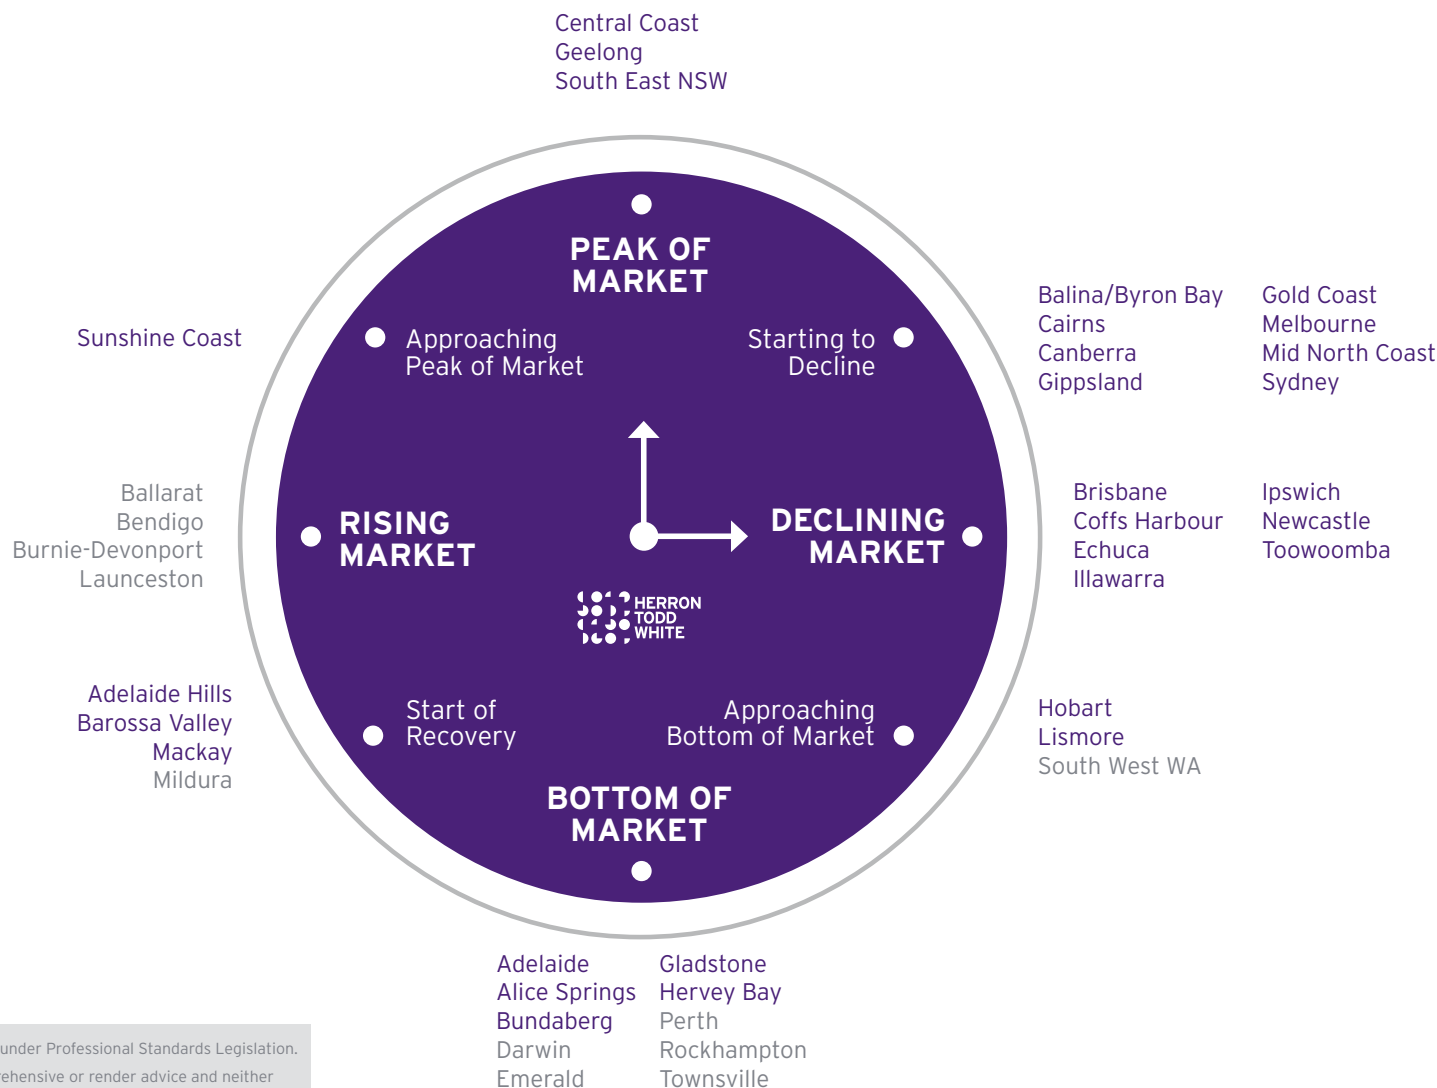 Central Coast
Geelong
South East NSW
PEAK OF
MARKET
Approaching
Peak of Market
Starting to
Decline
Sunshine Coast
Balina/Byron Bay
Cairns
Canberra
Gippsland
Gold Coast
Melbourne
Mid North Coast
Sydney
Ballarat
Bendigo
Burnie-Devonport
Launceston
RISING
MARKET
DECLINING
MARKET
Brisbane
Coffs Harbour
Echuca
Illawarra
Ipswich
Newcastle
Toowoomba
HERRON
TODD
WHITE
Adelaide Hills
Barossa Valley
Mackay
Mildura
Start of
Recovery
Approaching
Bottom of Market
Hobart
Lismore
South West WA
BOTTOM OF
MARKET
Adelaide
Alice Springs
Bundaberg
Darwin
Emerald
Gladstone
Hervey Bay
Perth
Rockhampton
Townsville
under Professional Standards Legislation.
rehensive or render advice and neither